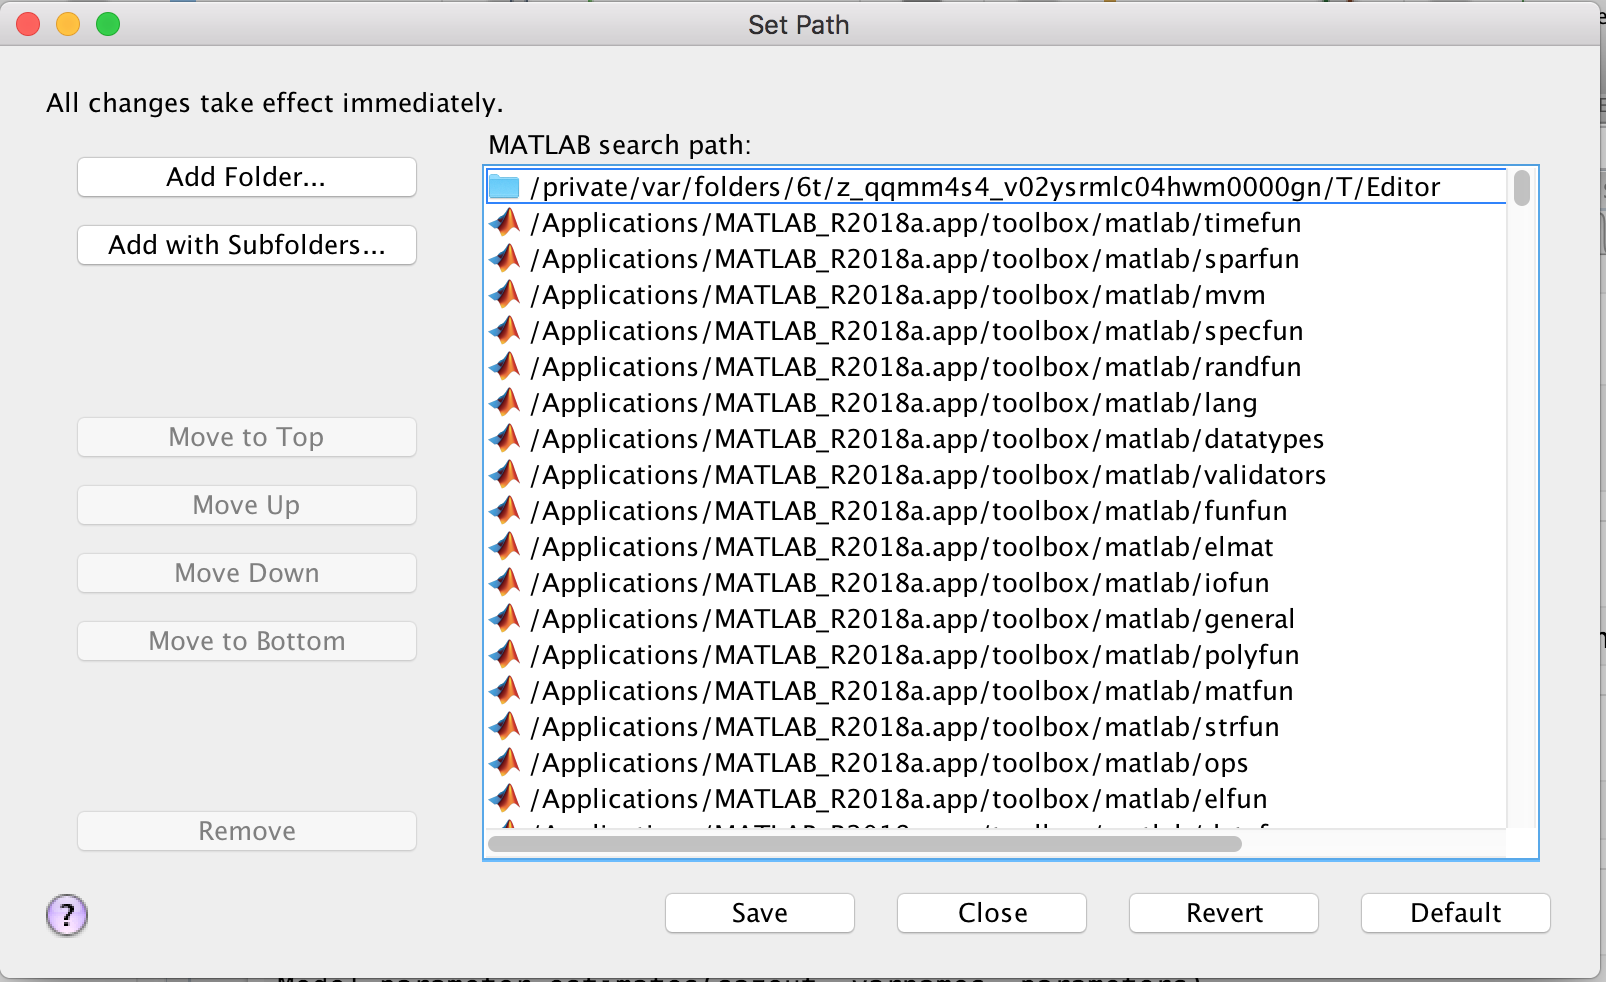 Set Path
All changes take effect immediately.
MATLAB search path:
Add Folder...
Add with Subfolders...
Move to Top
Move Up
Move Down
Move to Bottom
Remove
/private/var/folders/6t/z_qqmm4s4_v02ysrmlc04hwm0000gn/T/Editor
/Applications/MATLAB_R2018a.app/toolbox/matlab/timefun
/Applications/MATLAB_R2018a.app/toolbox/matlab/sparfun
/Applications/MATLAB_R2018a.app/toolbox/matlab/mvm
/Applications/MATLAB_R2018a.app/toolbox/matlab/specfun
/Applications/MATLAB_R2018a.app/toolbox/matlab/randfun
/Applications/MATLAB_R2018a.app/toolbox/matlab/lang
/Applications/MATLAB_R2018a.app/toolbox/matlab/datatypes
/Applications/MATLAB_R2018a.app/toolbox/matlab/validators
/Applications/MATLAB_R2018a.app/toolbox/matlab/funfun
/Applications/MATLAB_R2018a.app/toolbox/matlab/elmat
/Applications/MATLAB_R2018a.app/toolbox/matlab/iofun
/Applications/MATLAB_R2018a.app/toolbox/matlab/general
/Applications/MATLAB_R2018a.app/toolbox/matlab/polyfun
/Applications/MATLAB_R2018a.app/toolbox/matlab/matfun
/Applications/MATLAB_R2018a.app/toolbox/matlab/strfun
/Applications/MATLAB_R2018a.app/toolbox/matlab/ops
/Applications/MATLAB_R2018a.app/toolbox/matlab/elfun
?
Save
Close
Revert
Default